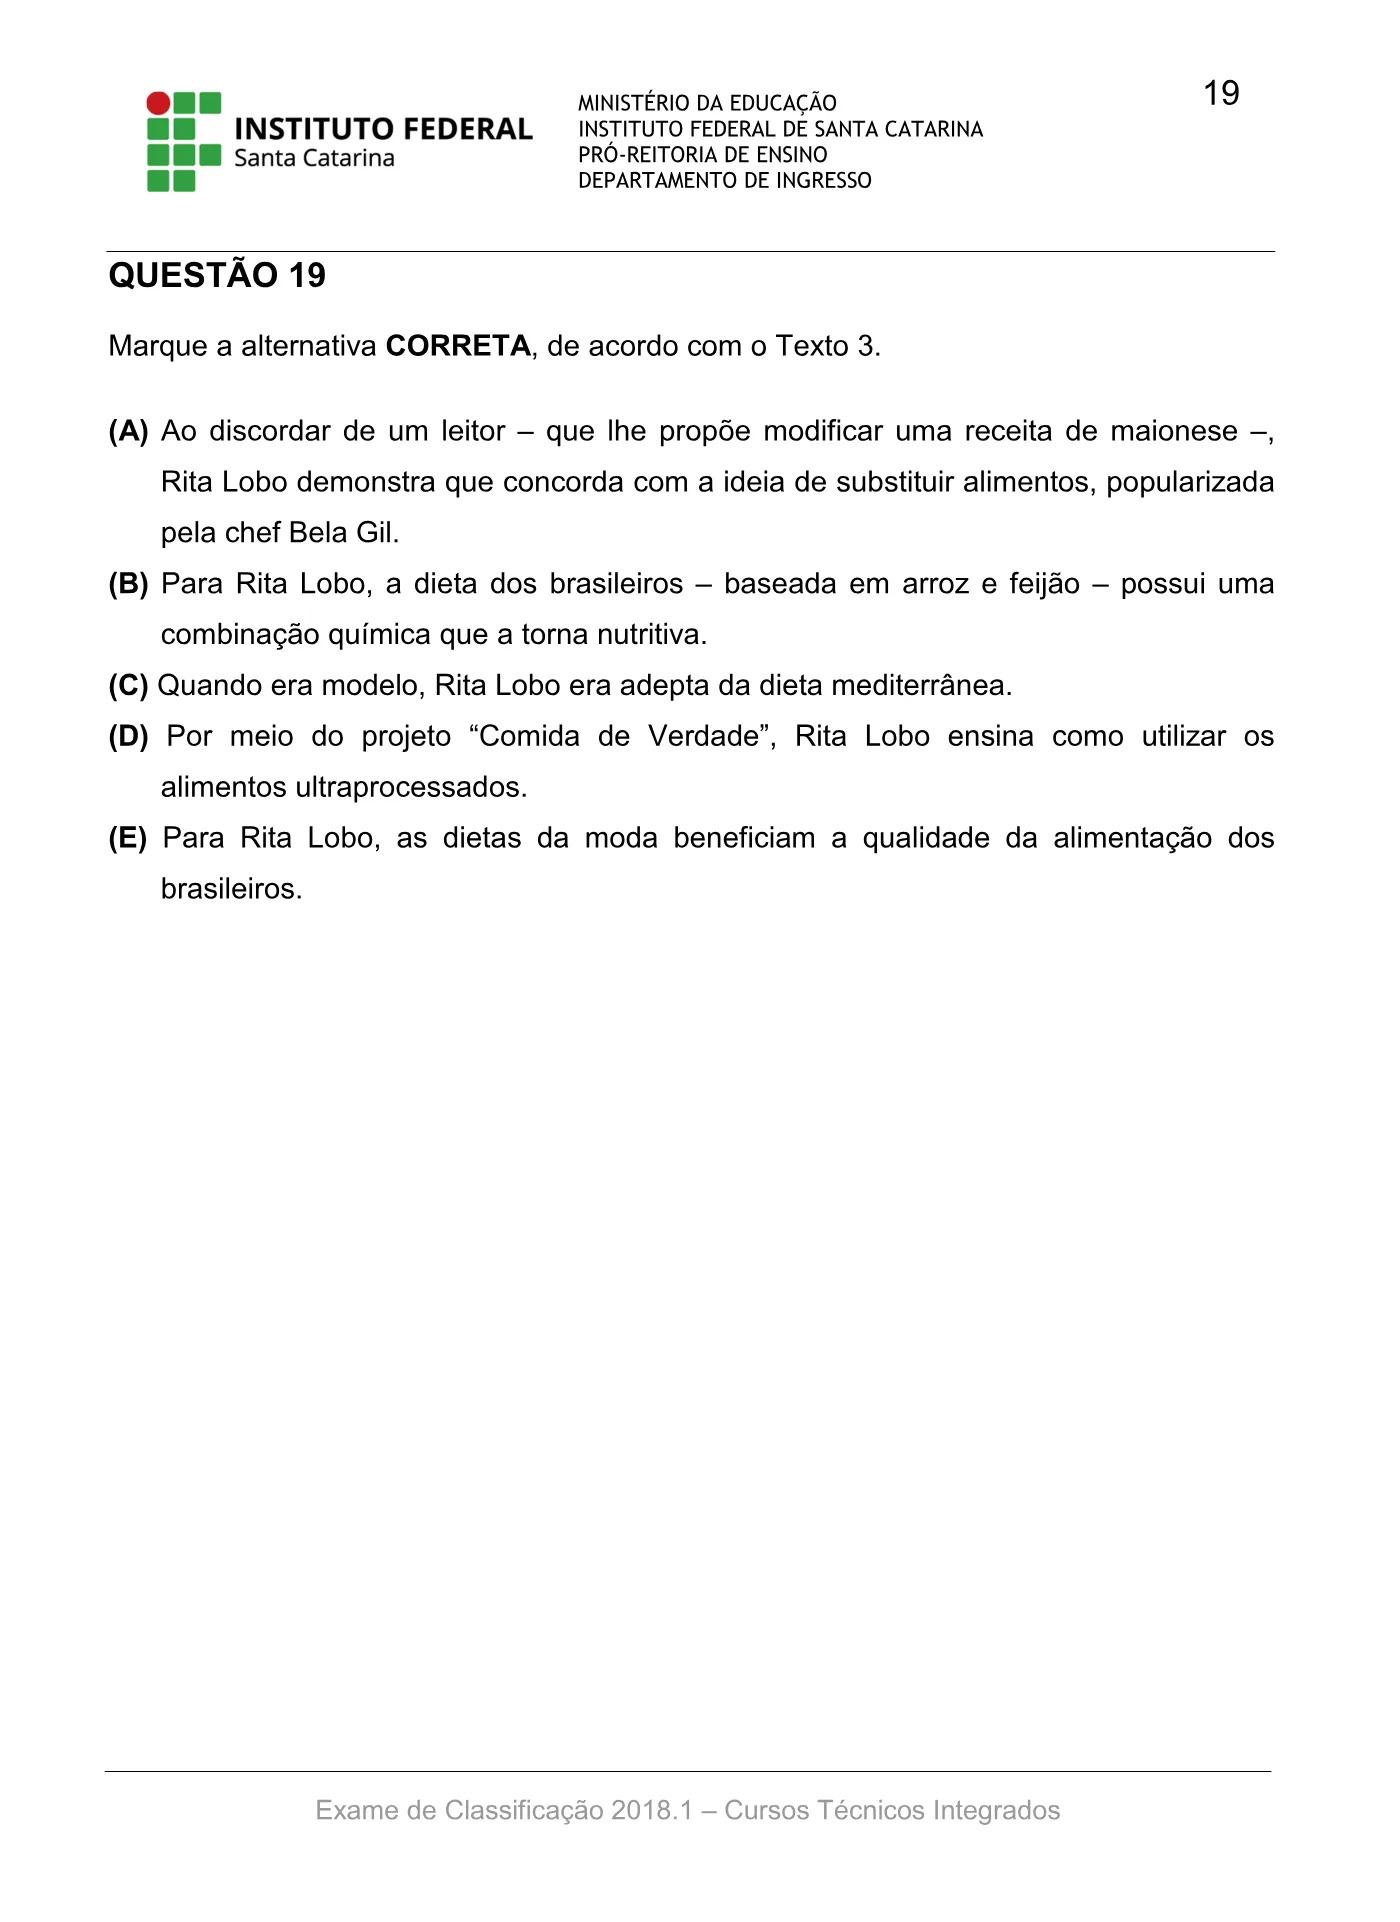 19
INSTITUTO FEDERAL
Santa Catarina
MINISTÉRIO DA EDUCAÇÃO
INSTITUTO FEDERAL DE SANTA CATARINA
PRÓ-REITORIA DE ENSINO
DEPARTAMENTO DE INGRESSO
QUESTÃO 19
Marque a alternativa CORRETA, de acordo com o Texto 3.
(A) Ao discordar de um leitor – que lhe propõe modificar uma receita de maionese –,
Rita Lobo demonstra que concorda com a ideia de substituir alimentos, popularizada
pela chef Bela Gil.
(B) Para Rita Lobo, a dieta dos brasileiros – baseada em arroz e feijão – possui uma
combinação química que a torna nutritiva.
(C) Quando era modelo, Rita Lobo era adepta da dieta mediterrânea.
(D) Por meio do projeto “Comida de Verdade”, Rita Lobo ensina como utilizar os
alimentos ultraprocessados.
(E) Para Rita Lobo, as dietas da moda beneficiam a qualidade da alimentação dos
brasileiros.
Exame de Classificação 2018.1 – Cursos Técnicos Integrados